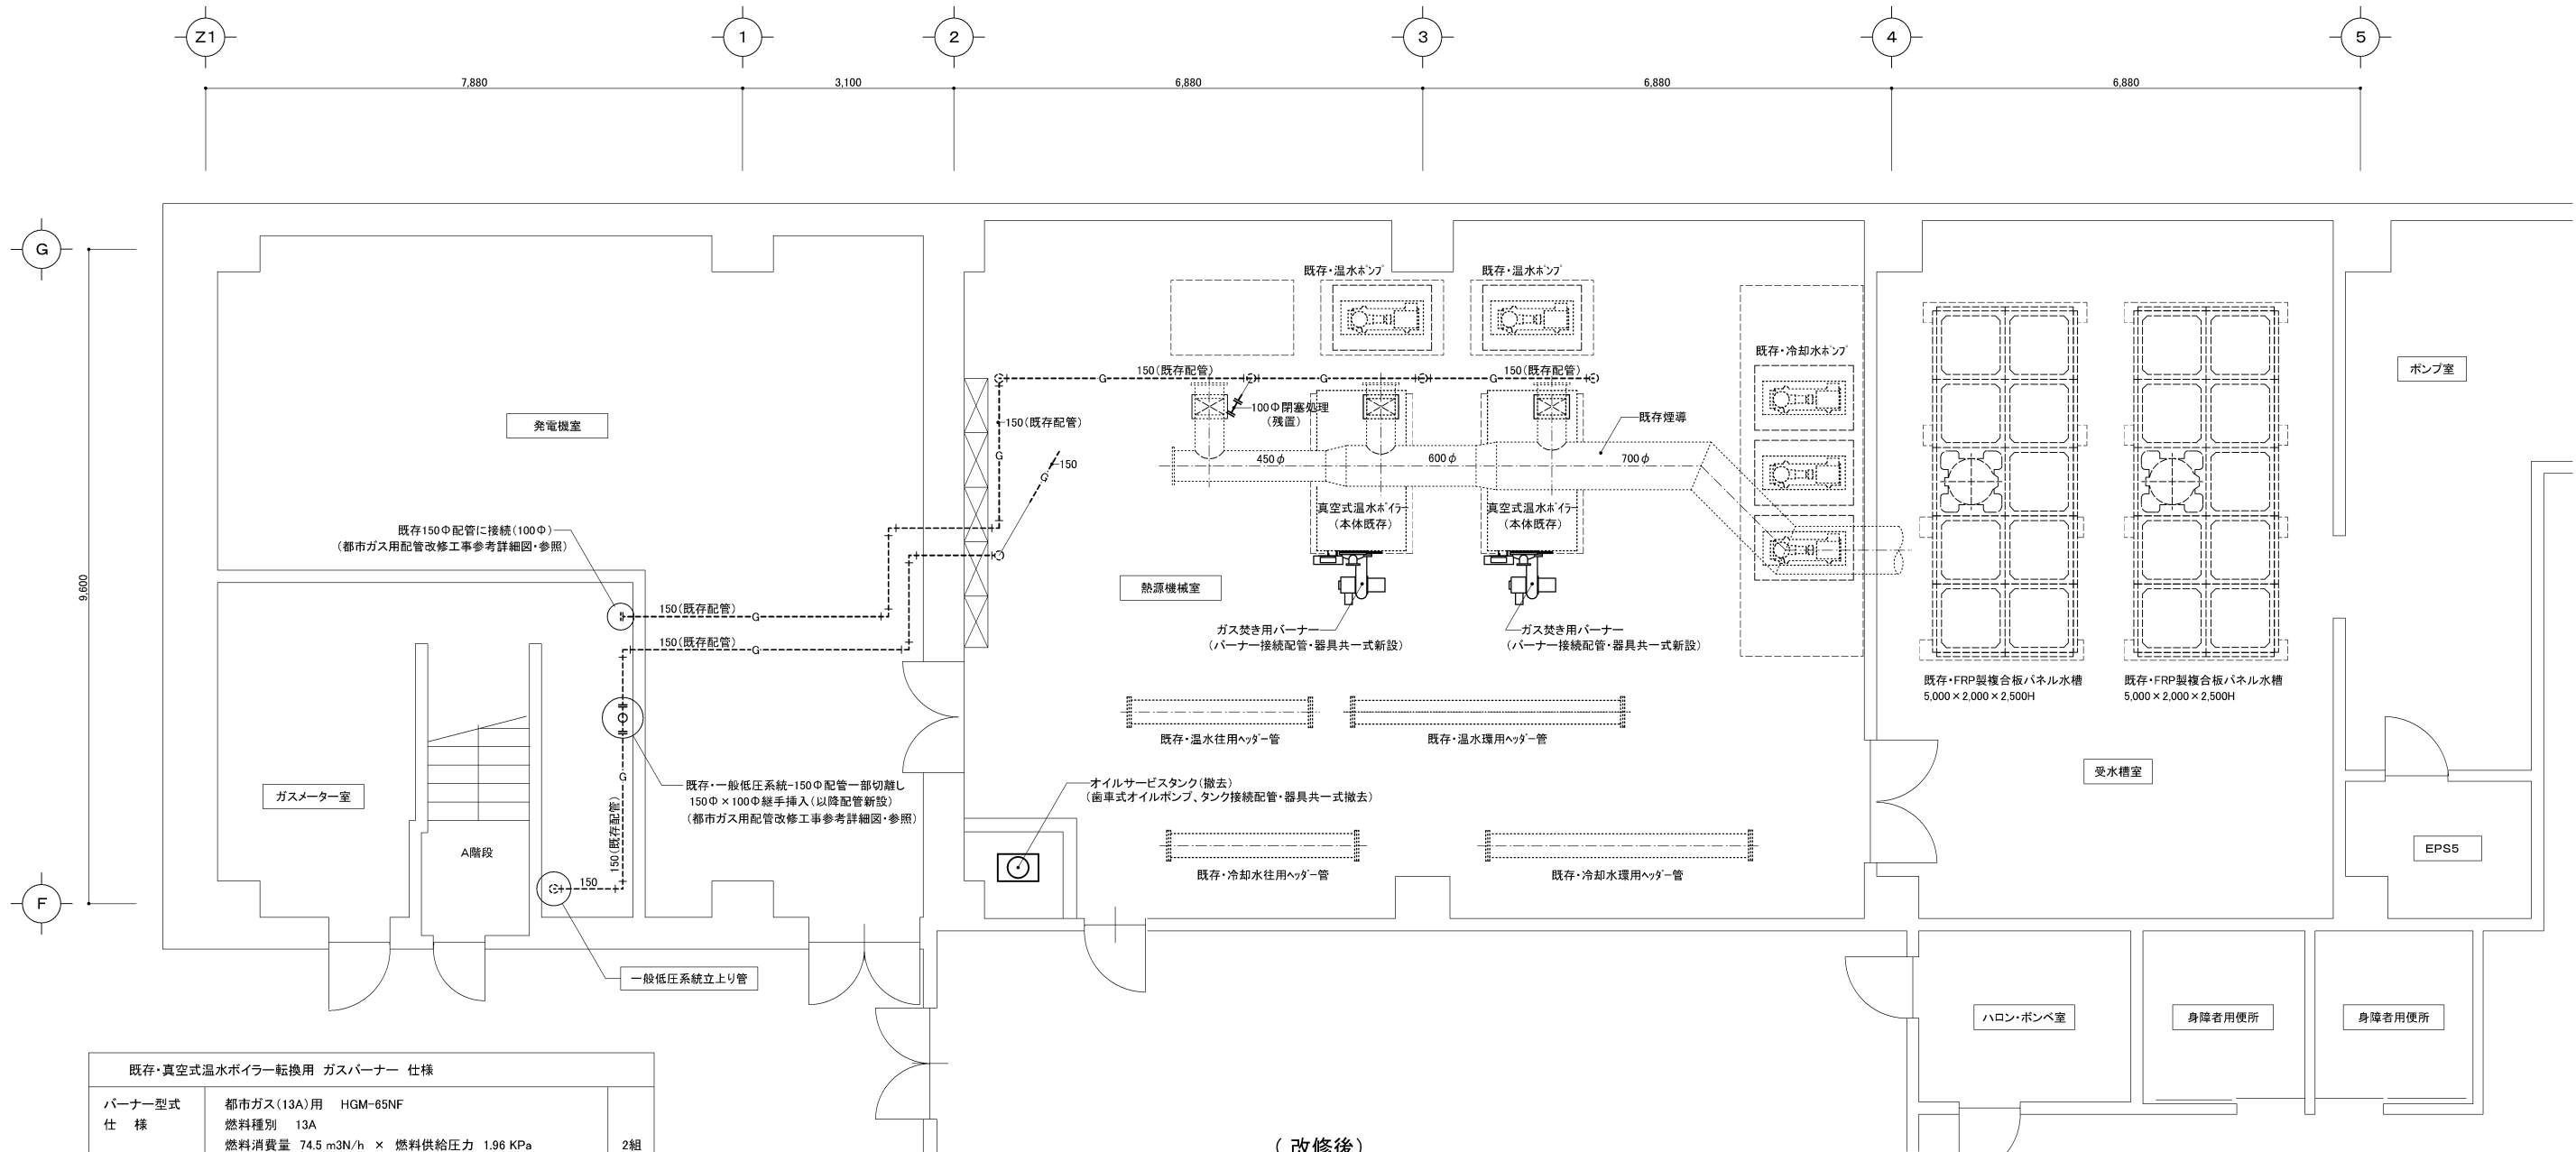 Z1
1
2
3
4
5
7,880
3,100
6,880
6,880
6,880
G
9,600
F
既存・温水ポンプ
既存・温水ポンプ
既存・冷却水ポンプ
ポンプ室
150(既存配管)
150(既存配管)
G
G
G
100Φ閉塞処理
(残置)
150(既存配管)
既存煙導
発電機室
G
150
G
450φ
600φ
700φ
真空式温水ボイラー
(本体既存)
真空式温水ボイラー
(本体既存)
既存150Φ配管に接続(100Φ)
(都市ガス用配管改修工事参考詳細図・参照)
熱源機械室
150(既存配管)
G
150(既存配管)
G
ガス焚き用バーナー
(バーナー接続配管・器具共一式新設)
ガス焚き用バーナー
(バーナー接続配管・器具共一式新設)
既存・FRP製複合板パネル水槽
5,000×2,000×2,500H
既存・FRP製複合板パネル水槽
5,000×2,000×2,500H
既存・温水往用ヘッダー管
既存・温水環用ヘッダー管
受水槽室
G
150(既存配管)
既存・一般低圧系統-150Φ配管一部切離し
150Φ×100Φ継手挿入(以降配管新設)
(都市ガス用配管改修工事参考詳細図・参照)
ガスメーター室
オイルサービスタンク(撤去)
(歯車式オイルポンプ、タンク接続配管・器具共一式撤去)
A階段
EPS5
150
既存・冷却水往用ヘッダー管
既存・冷却水環用ヘッダー管
一般低圧系統立上り管
ハロン・ボンベ室
身障者用便所
身障者用便所
既存・真空式温水ボイラー転換用 ガスバーナー 仕様
バーナー型式 都市ガス(13A)用 HGM-65NF
仕 様 燃料種別 13A
燃料消費量 74.5 m3N/h × 燃料供給圧力 1.96 KPa
2組
(改修後)